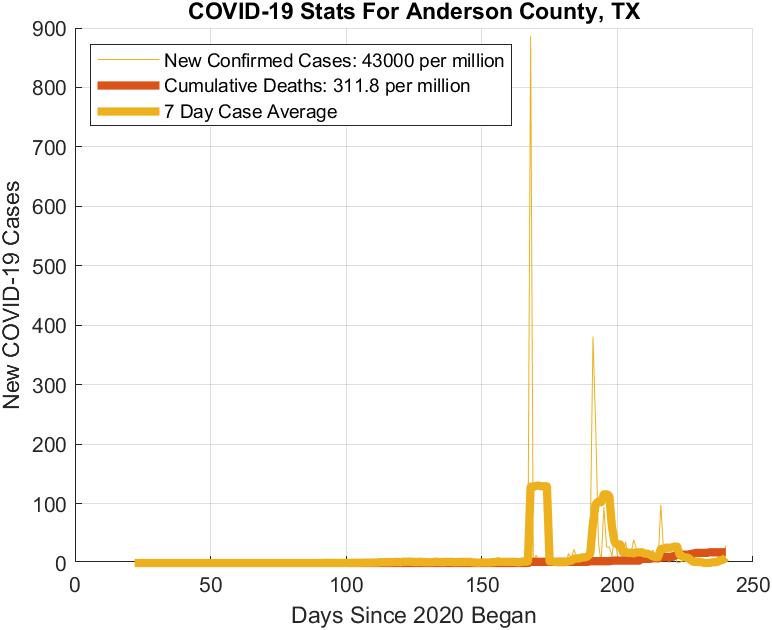 COVID-19 Stats For Anderson County, TX
New Confirmed Cases: 43000 per million
Cumulative Deaths: 311.8 per million
7 Day Case Average
New COVID-19 Cases
900
800
700
600
500
400
300
200
100
0
0 50 100 150 200 250
Days Since 2020 Began